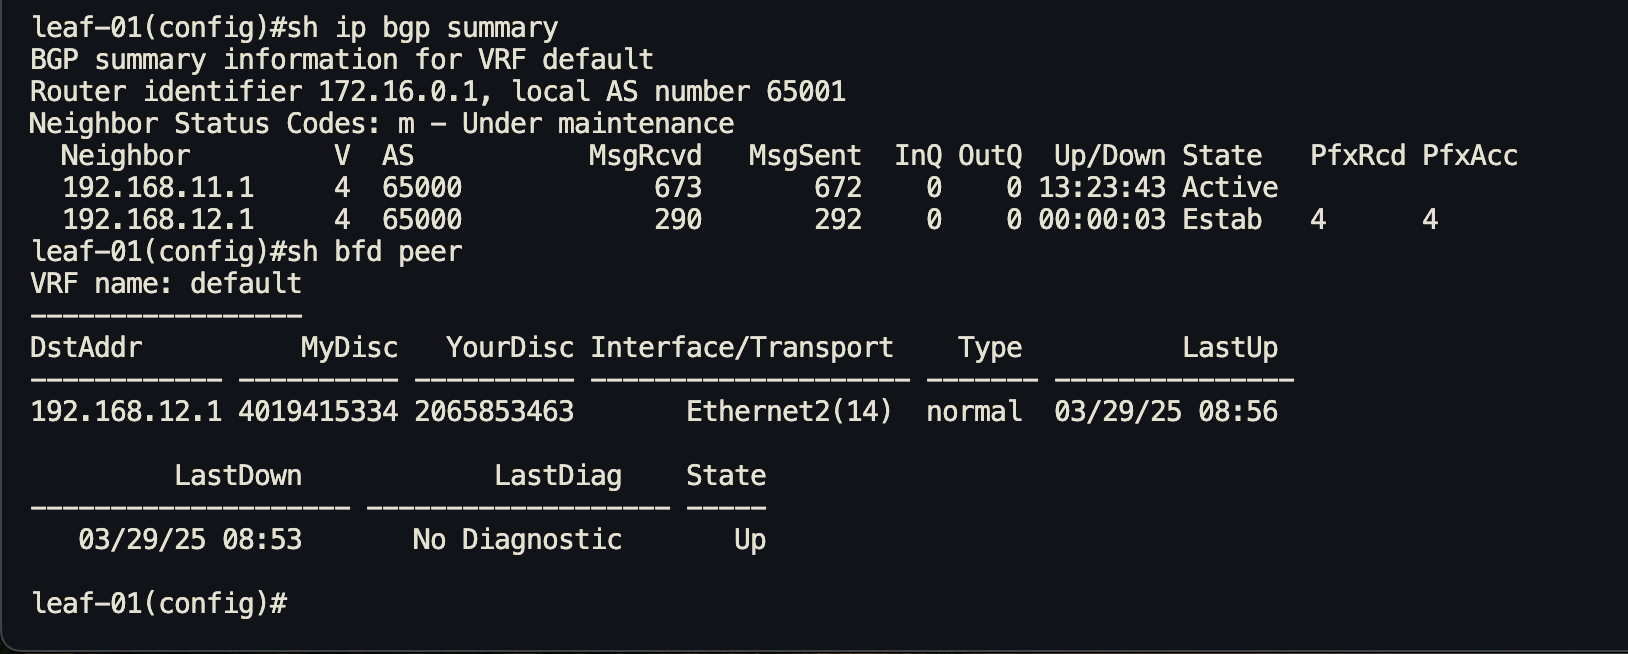 leaf-01(config)#sh ip bgp summary
BGP summary information for VRF default
Router identifier 172.16.0.1, local AS number 65001
Neighbor Status Codes: m - Under maintenance
  Neighbor         V  AS           MsgRcvd   MsgSent  InQ OutQ  Up/Down State   PfxRcd PfxAcc
  192.168.11.1     4  65000            673       672    0    0 13:23:43 Active
  192.168.12.1     4  65000            290       292    0    0 00:00:03 Estab   4      4
leaf-01(config)#sh bfd peer
VRF name: default
-----------------
DstAddr          MyDisc   YourDisc Interface/Transport    Type          LastUp
------------ ---------- ---------- -------------------- ------- ---------------
192.168.12.1 4019415334 2065853463      Ethernet2(14)  normal  03/29/25 08:56
         LastDown            LastDiag    State
-------------------- ------------------- -----
   03/29/25 08:53       No Diagnostic       Up
leaf-01(config)#